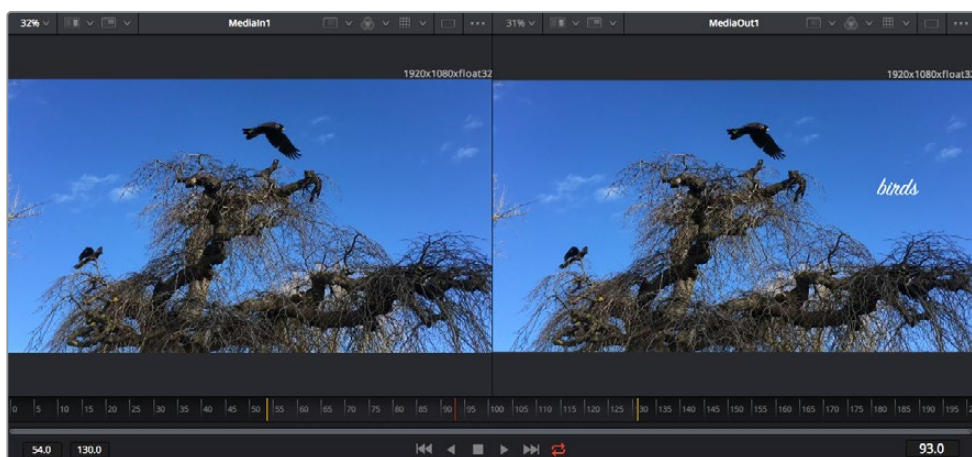 32% MediaIn1 31% MediaOut1
1920x1080xfloat32 1920x1080xfloat32
birds
0 5 10 15 20 25 30 35 40 45 50 55 60 65 70 75 80 85 90 95 100 105 110 115 120 125 130 135 140 145 150 155 160 165 170 175 180 185 190 195
54.0 130.0 93.0